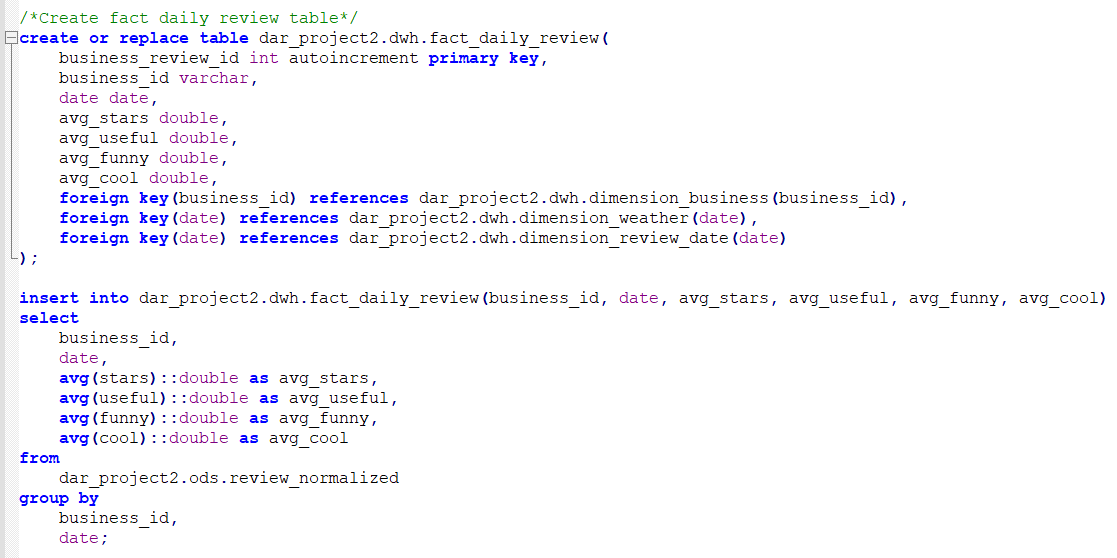 /*Create fact daily review table*/
create or replace table dar_project2.dwh.fact_daily_review(
    business_review_id int autoincrement primary key,
    business_id varchar,
    date date,
    avg_stars double,
    avg_useful double,
    avg_funny double,
    avg_cool double,
    foreign key(business_id) references dar_project2.dwh.dimension_business(business_id),
    foreign key(date) references dar_project2.dwh.dimension_weather(date),
    foreign key(date) references dar_project2.dwh.dimension_review_date(date)
);
insert into dar_project2.dwh.fact_daily_review(business_id, date, avg_stars, avg_useful, avg_funny, avg_cool)
select
    business_id,
    date,
    avg(stars)::double as avg_stars,
    avg(useful)::double as avg_useful,
    avg(funny)::double as avg_funny,
    avg(cool)::double as avg_cool
from
    dar_project2.ods.review_normalized
group by
    business_id,
    date;